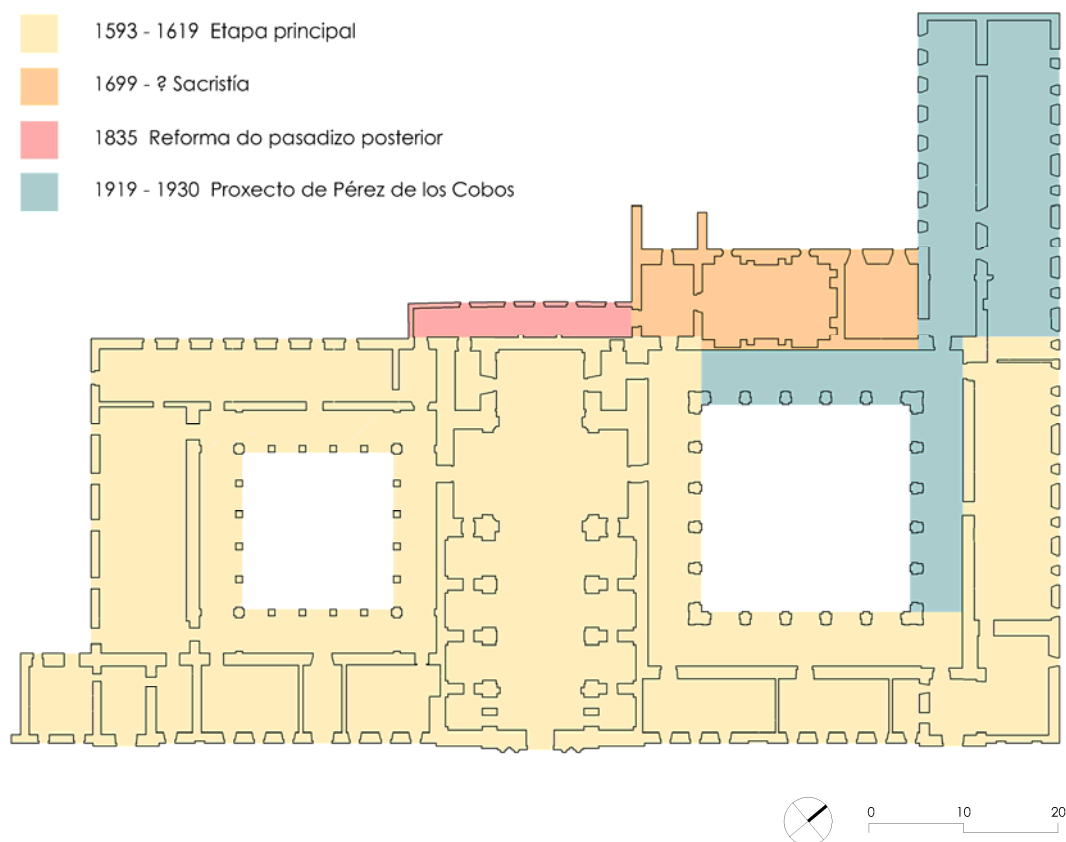 1593 - 1619 Etapa principal
1699 - ? Sacristía
1835 Reforma do pasadizo posterior
1919 - 1930 Proxecto de Pérez de los Cobos
0 10 20